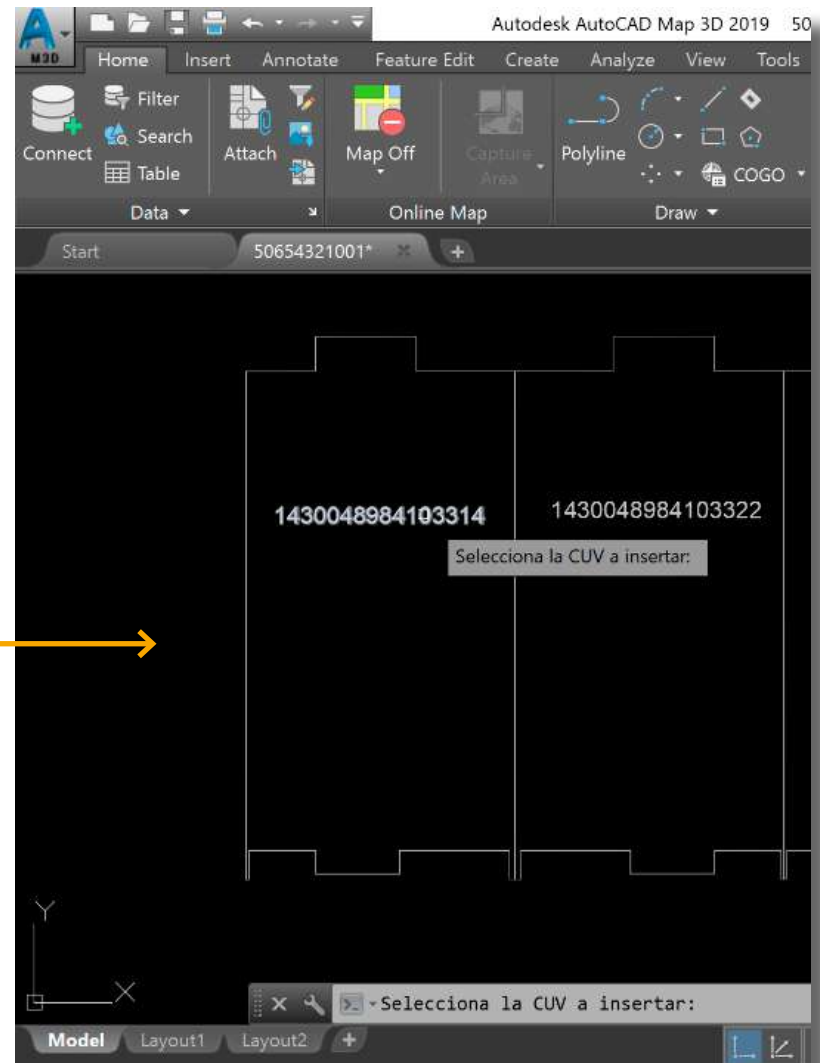 Autodesk AutoCAD Map 3D 2019 50
M3D
Home Insert Annotate Feature Edit Create Analyze View Tools
Connect
Filter
Search
Table
Attach
Map Off
Capture
Area
Polyline
COGO
Data
Online Map
Draw
Start
50654321001*
1430048984103314
1430048984103322
Selecciona la CUV a insertar:
Y
X
Selecciona la CUV a insertar:
Model Layout1 Layout2 +